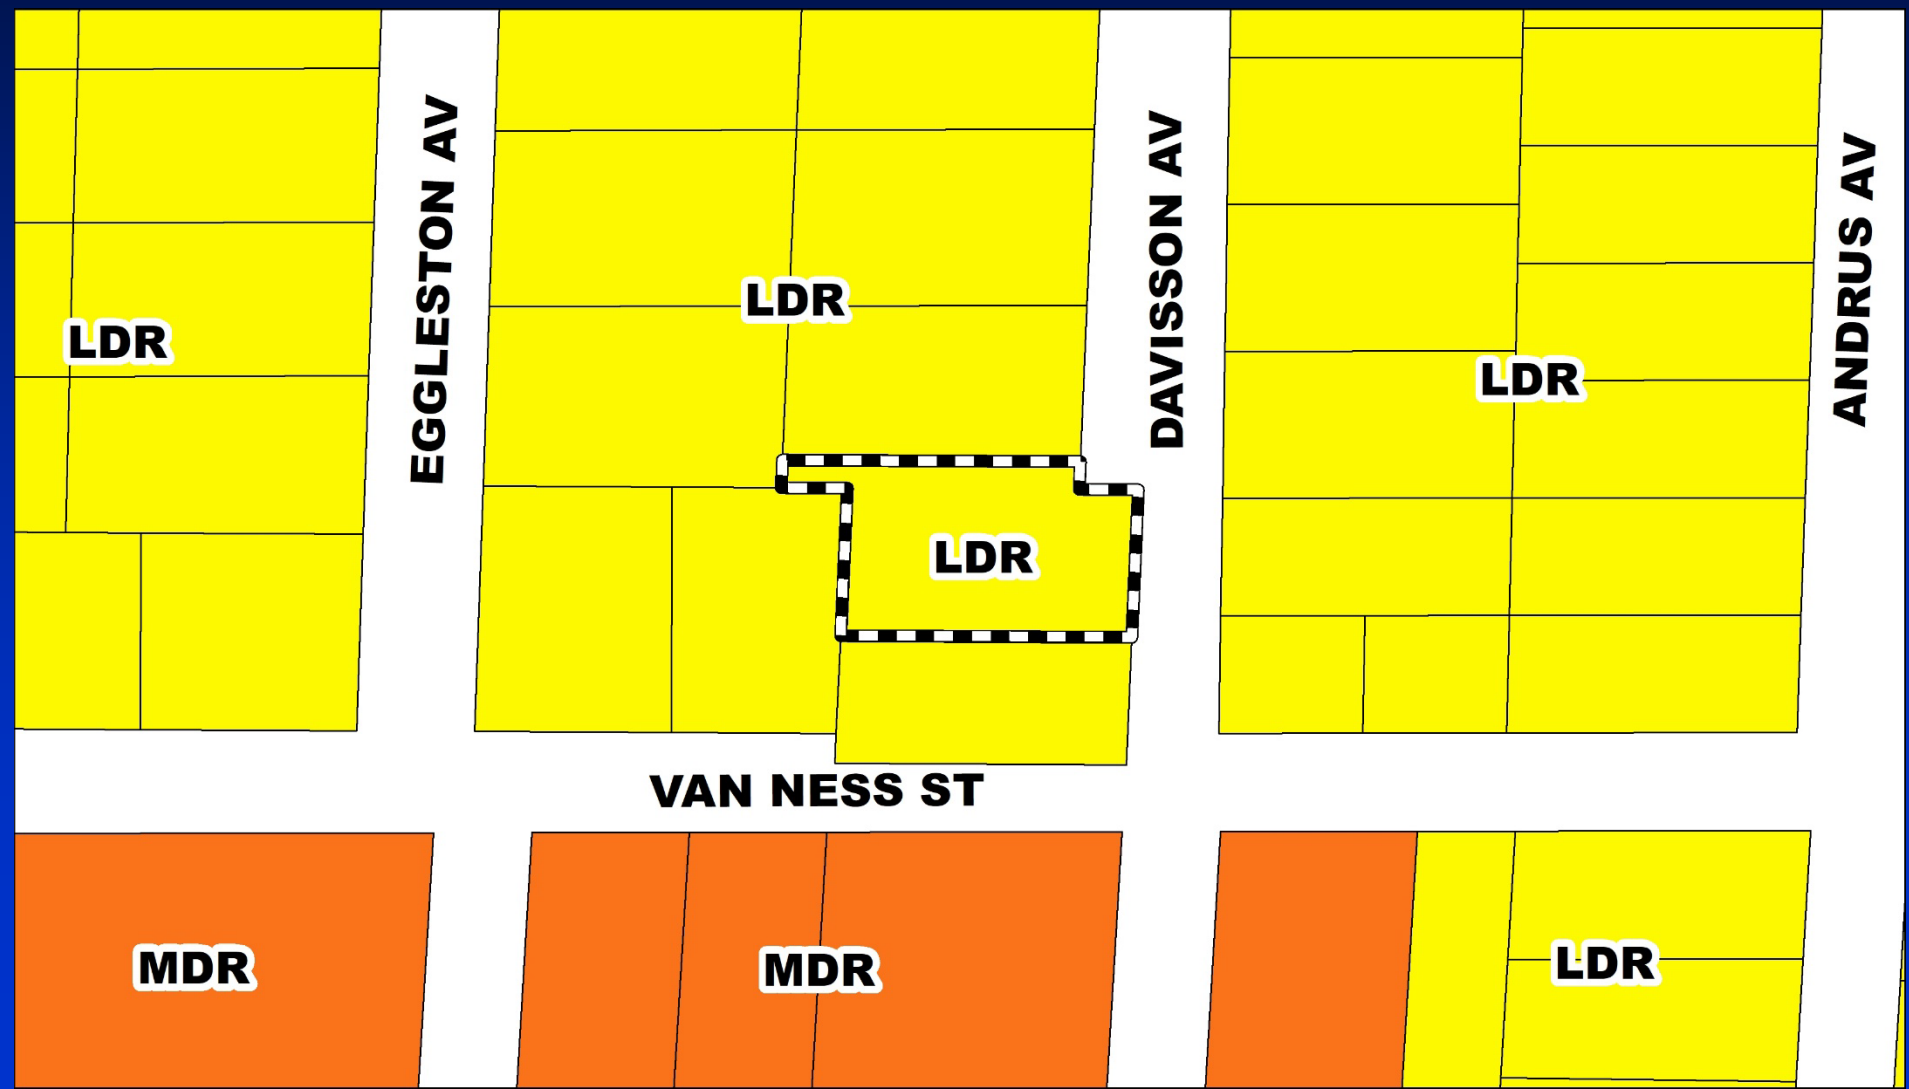 EGGLESTON AV
DAVISSON AV
ANDRUS AV
LDR
LDR
LDR
LDR
VAN NESS ST
MDR
MDR
LDR